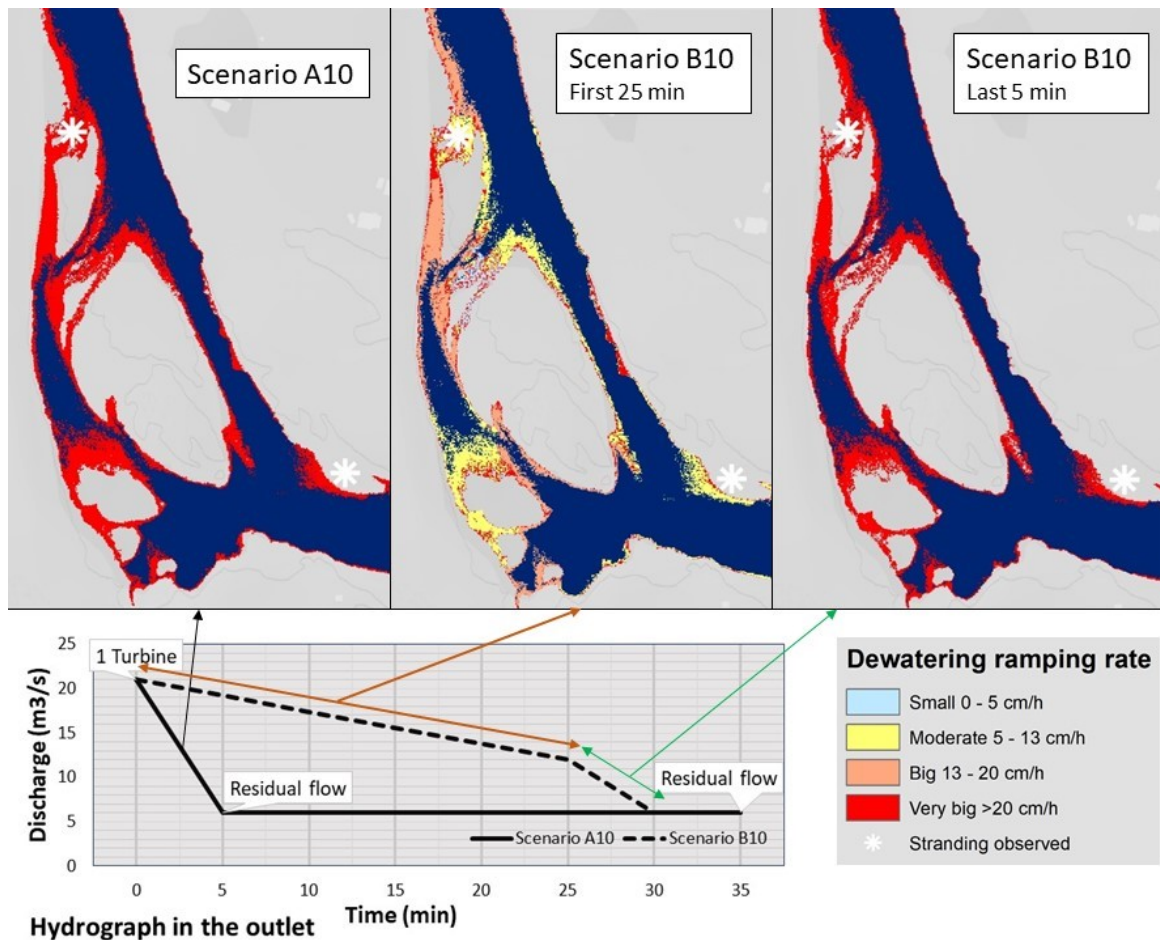 Scenario A10
Scenario B10
First 25 min
Scenario B10
Last 5 min
25
20
15
10
5
0
Discharge (m3/s)
1 Turbine
Residual flow
Residual flow
Scenario A10
Scenario B10
0
5
10
15
20
25
30
35
Time (min)
Hydrograph in the outlet
Dewatering ramping rate
Small 0 - 5 cm/h
Moderate 5 - 13 cm/h
Big 13 - 20 cm/h
Very big >20 cm/h
Stranding observed